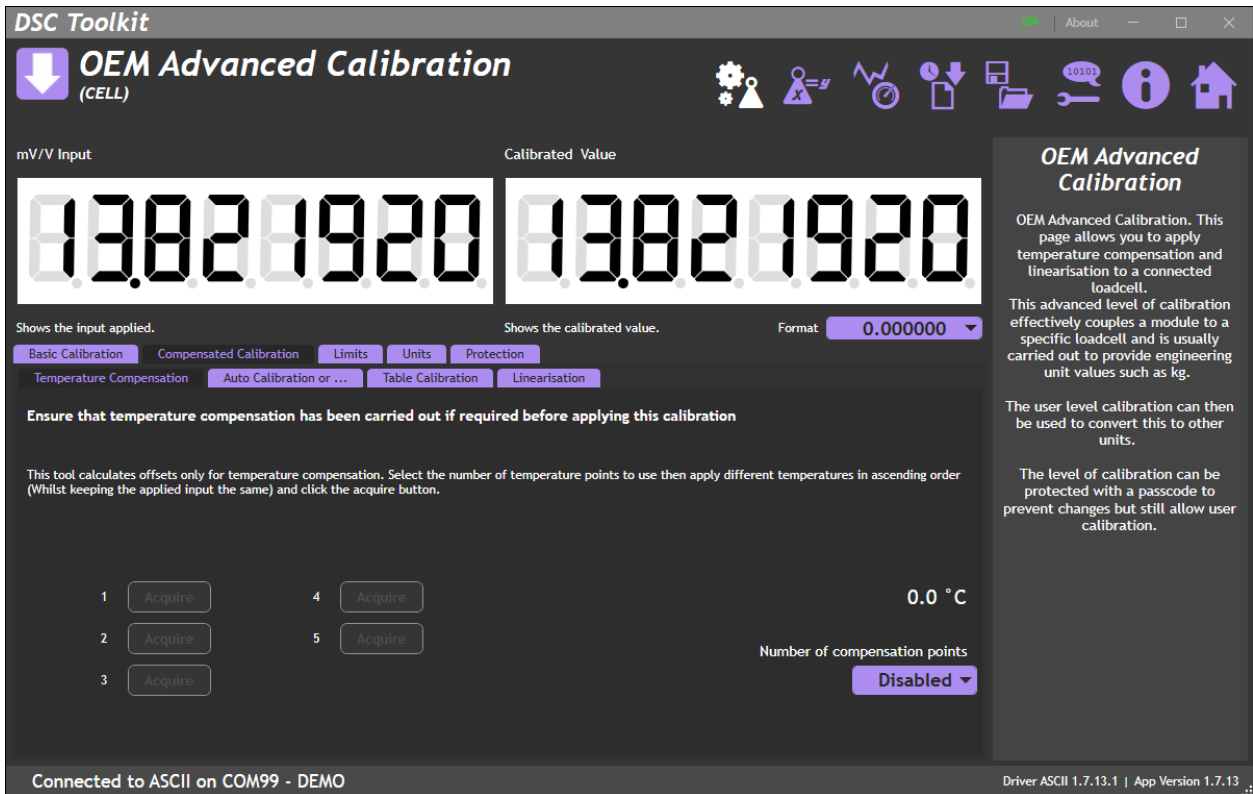 DSC Toolkit
About
OEM Advanced Calibration
(CELL)
X=y
10101
mV/V Input
Calibrated Value
13.821920
13.821920
Shows the input applied.
Shows the calibrated value.
Format
0.000000
Basic Calibration
Compensated Calibration
Limits
Units
Protection
Temperature Compensation
Auto Calibration or ...
Table Calibration
Linearisation
Ensure that temperature compensation has been carried out if required before applying this calibration
This tool calculates offsets only for temperature compensation. Select the number of temperature points to use then apply different temperatures in ascending order
(Whilst keeping the applied input the same) and click the acquire button.
1 Acquire
4 Acquire
2 Acquire
5 Acquire
3 Acquire
0.0 °C
Number of compensation points
Disabled
OEM Advanced
Calibration
OEM Advanced Calibration. This
page allows you to apply
temperature compensation and
linearisation to a connected
loadcell.
This advanced level of calibration
effectively couples a module to a
specific loadcell and is usually
carried out to provide engineering
unit values such as kg.
The user level calibration can then
be used to convert this to other
units.
The level of calibration can be
protected with a passcode to
prevent changes but still allow user
calibration.
Connected to ASCII on COM99 - DEMO
Driver ASCII 1.7.13.1 | App Version 1.7.13